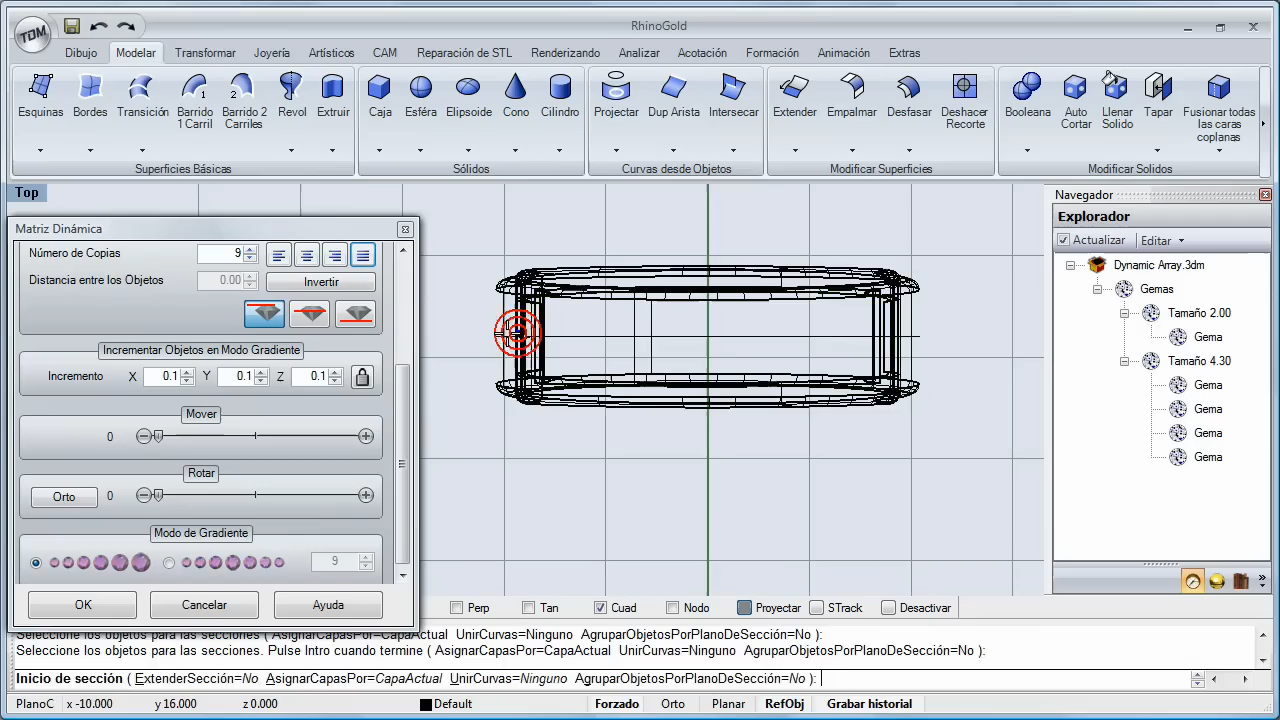 TDM
RhinoGold
Dibujo Modelar Transformar Joyería Artísticos CAM Reparación de STL Renderizando Analizar Acotación Formación Animación Extras
Esquinas Bordes Transición Barrido 1 Carril Barrido 2 Carriles Revol Extruir
Superficies Básicas
Caja Esféra Elipsoide Cono Cilindro
Sólidos
Projectar Dup Arista Intersecar
Curvas desde Objetos
Extender Empalmar Desfasar Deshacer Recorte
Modificar Superficies
Booleana Auto Cortar Llenar Solido Tapar Fusionar todas las caras coplanas
Modificar Solidos
Top
Matriz Dinámica
Número de Copias 9
Distancia entre los Objetos 0.00 Invertir
Incrementar Objetos en Modo Gradiente
Incremento X 0.1 Y 0.1 Z 0.1
Mover
0
Rotar
Orto 0
Modo de Gradiente
9
OK Cancelar Ayuda
Navegador
Explorador
Actualizar Editar
Dynamic Array.3dm
Gemas
Tamaño 2.00
Gema
Tamaño 4.30
Gema
Gema
Gema
Gema
Perp Tan Cuad Nodo Proyectar STrack Desactivar
Seleccione los objetos para las secciones ( AsignarCapasPor=CapaActual UnirCurvas=Ninguno AgruparObjetosPorPlanoDeSección=No ):
Seleccione los objetos para las secciones. Pulse Intro cuando termine ( AsignarCapasPor=CapaActual UnirCurvas=Ninguno AgruparObjetosPorPlanoDeSección=No ):
Inicio de sección ( ExtenderSección=No AsignarCapasPor=CapaActual UnirCurvas=Ninguno AgruparObjetosPorPlanoDeSección=No ):
PlanoC x -10.000 y 16.000 z 0.000 Default Forzado Orto Planar RefObj Grabar historial